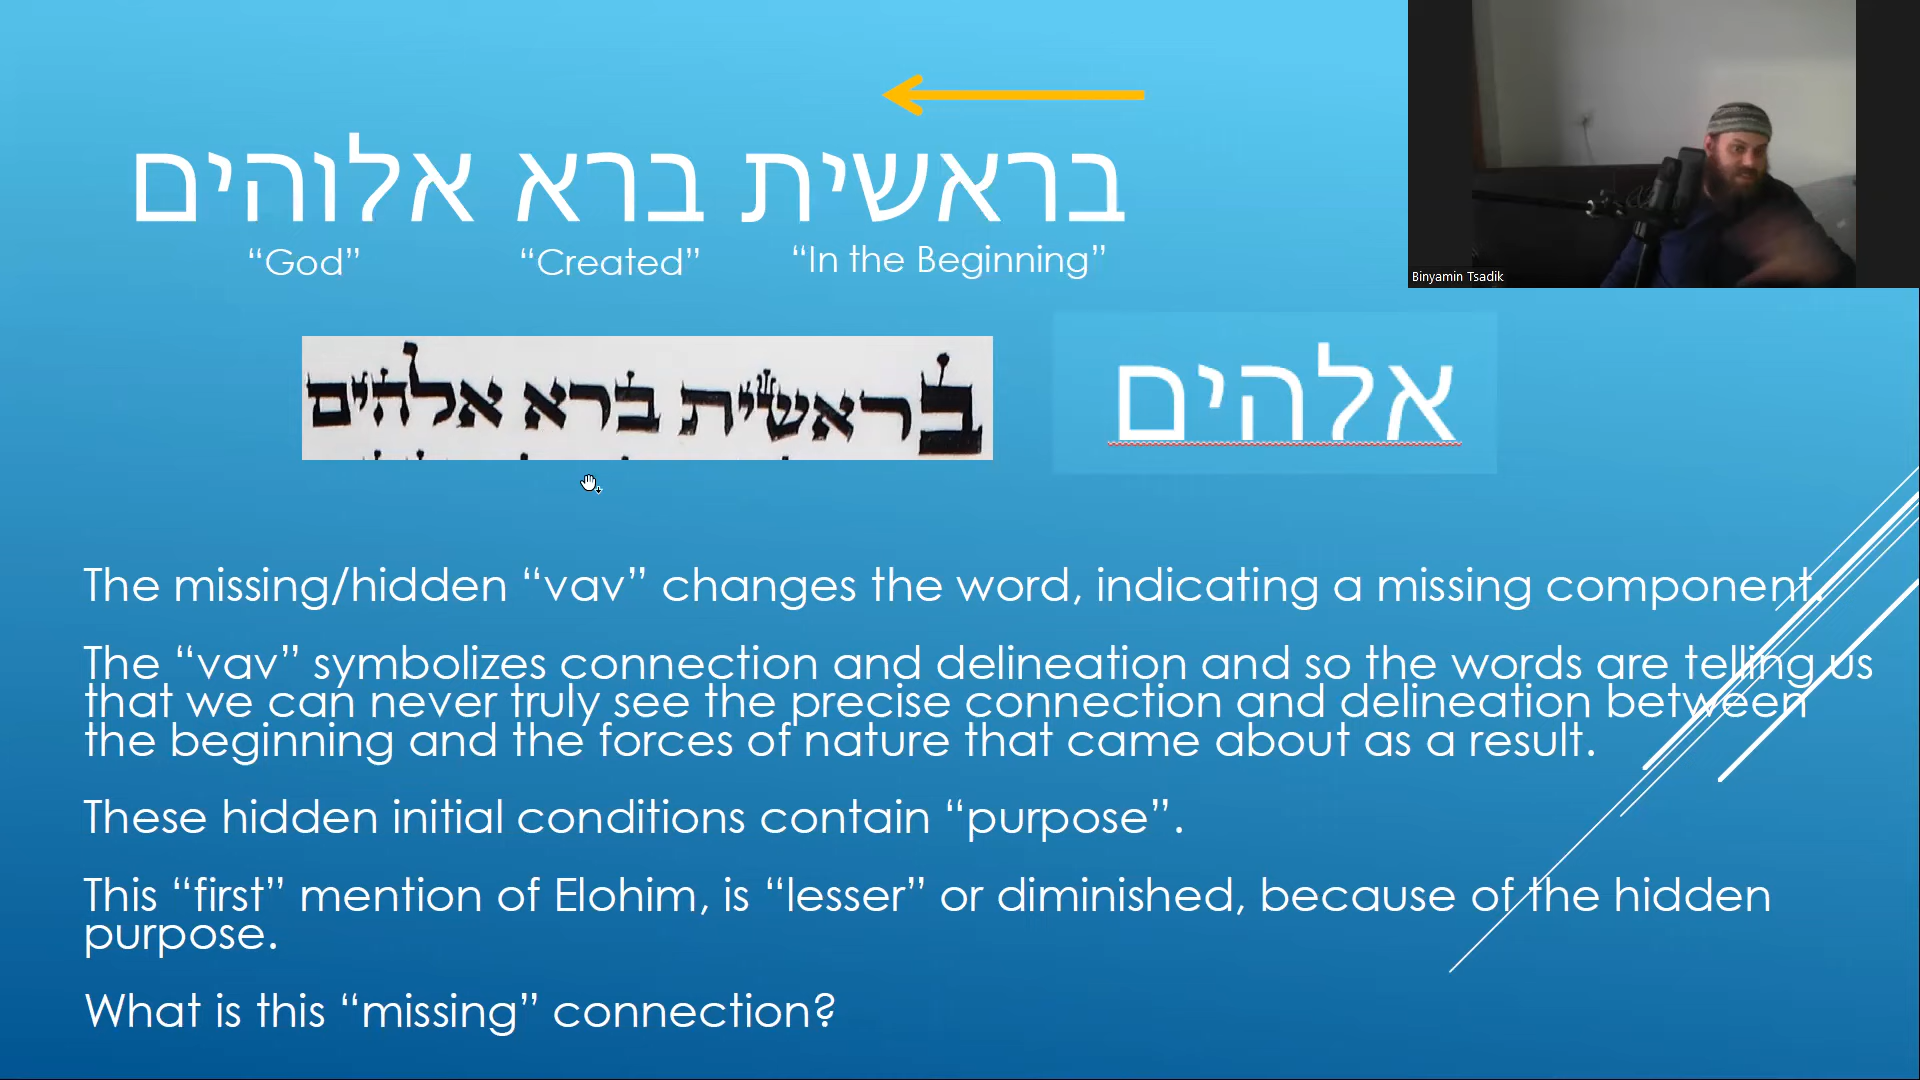 בראשית ברא אלוהים
“God” “Created” “In the Beginning”
Binyamin Tsadik
בראשית ברא אלהים
אלהים
The missing/hidden “vav” changes the word, indicating a missing component.
The “vav” symbolizes connection and delineation and so the words are telling us
that we can never truly see the precise connection and delineation between
the beginning and the forces of nature that came about as a result.
These hidden initial conditions contain “purpose”.
This “first” mention of Elohim, is “lesser” or diminished, because of the hidden
purpose.
What is this “missing” connection?